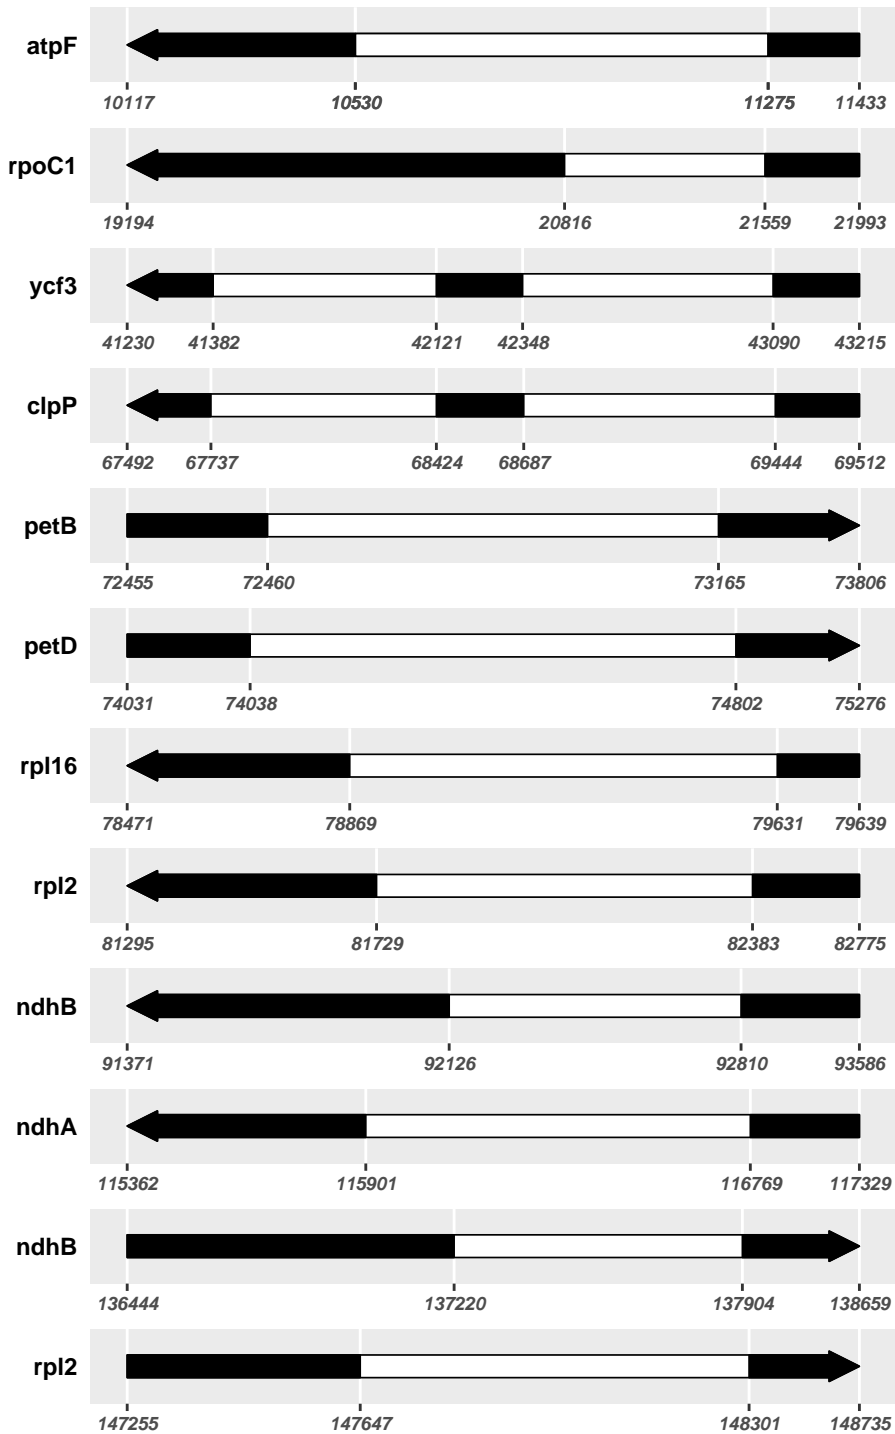 atpF
10117 10530 11275 11433
rpoC1
19194 20816 21559 21993
ycf3
41230 41382 42121 42348 43090 43215
clpP
67492 67737 68424 68687 69444 69512
petB
72455 72460 73165 73806
petD
74031 74038 74802 75276
rpl16
78471 78869 79631 79639
rpl2
81295 81729 82383 82775
ndhB
91371 92126 92810 93586
ndhA
115362 115901 116769 117329
ndhB
136444 137220 137904 138659
rpl2
147255 147647 148301 148735